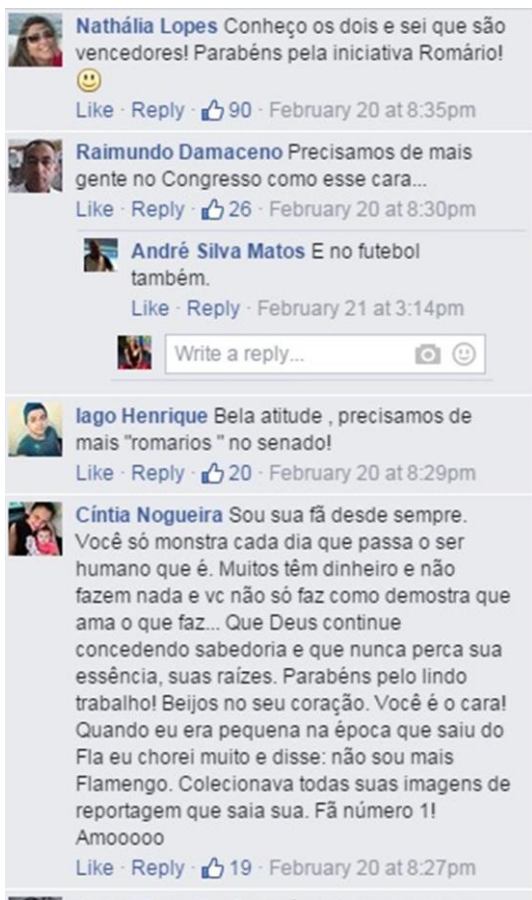 Nathália Lopes Conheço os dois e sei que são
vencedores! Parabéns pela iniciativa Romário!
Like · Reply · 90 · February 20 at 8:35pm
Raimundo Damaceno Precisamos de mais
gente no Congresso como esse cara...
Like · Reply · 26 · February 20 at 8:30pm
André Silva Matos E no futebol
também.
Like · Reply · February 21 at 3:14pm
Write a reply...
Iago Henrique Bela atitude , precisamos de
mais "romarios " no senado!
Like · Reply · 20 · February 20 at 8:29pm
Cíntia Nogueira Sou sua fã desde sempre.
Você só monstra cada dia que passa o ser
humano que é. Muitos têm dinheiro e não
fazem nada e vc não só faz como demostra que
ama o que faz... Que Deus continue
concedendo sabedoria e que nunca perca sua
essência, suas raízes. Parabéns pelo lindo
trabalho! Beijos no seu coração. Você é o cara!
Quando eu era pequena na época que saiu do
Fla eu chorei muito e disse: não sou mais
Flamengo. Colecionava todas suas imagens de
reportagem que saia sua. Fã número 1!
Amooooo
Like · Reply · 19 · February 20 at 8:27pm